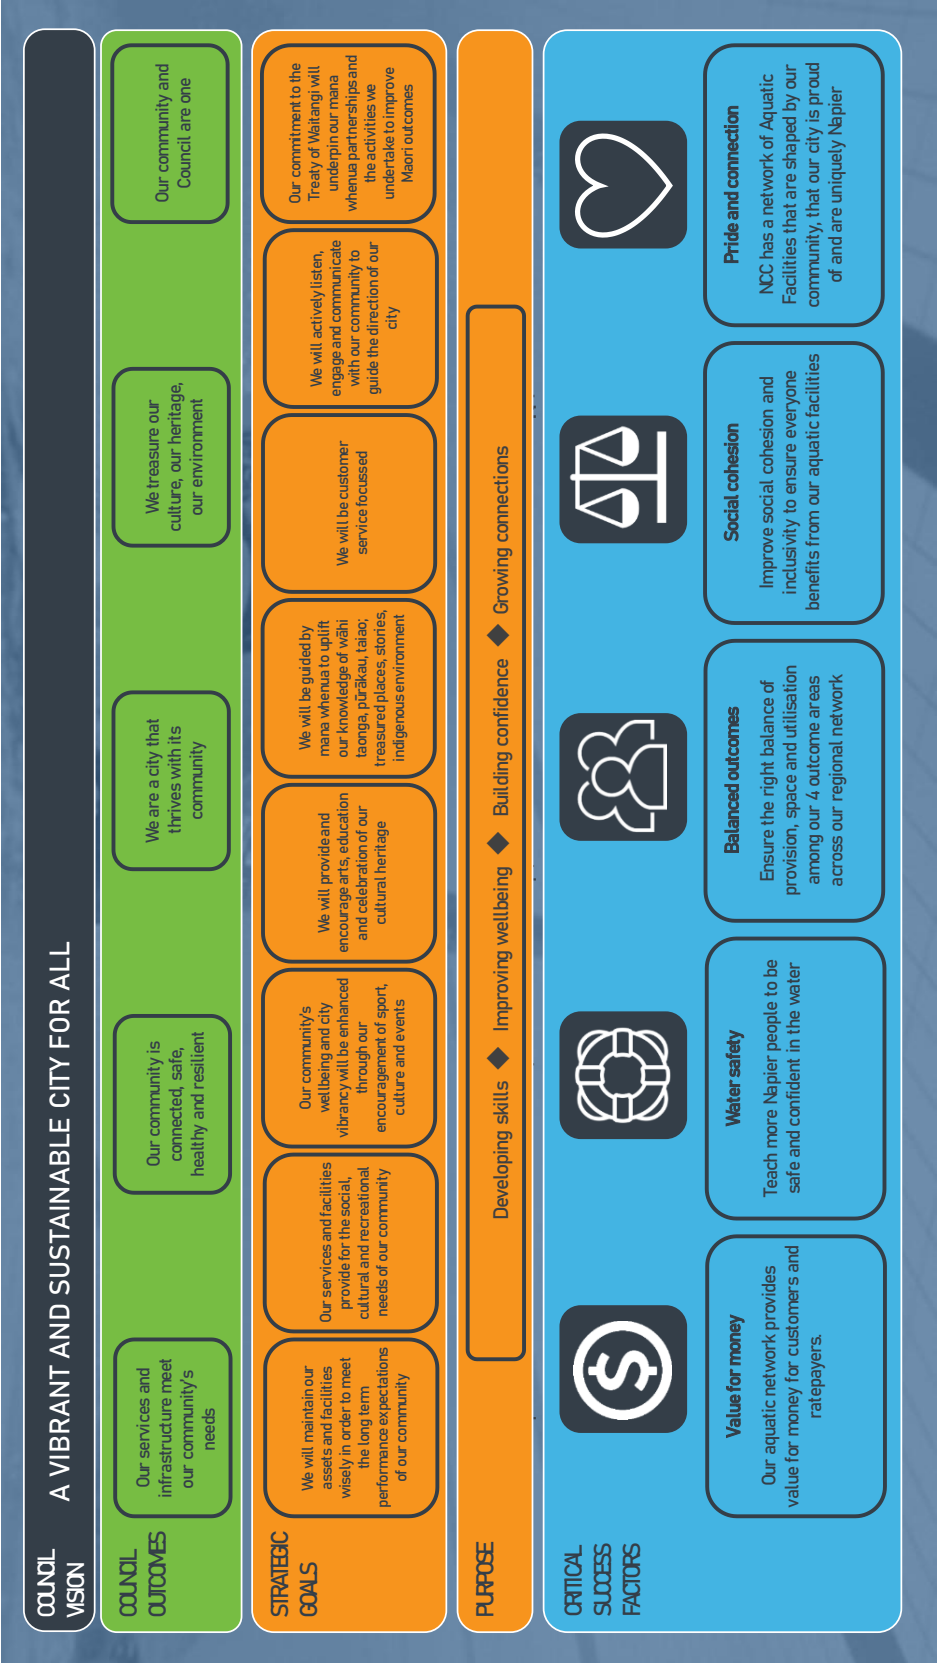 COUNCIL
VISION
A VIBRANT AND SUSTAINABLE CITY FOR ALL
COUNCIL
OUTCOMES
Our services and
infrastructure meet
our community's
needs
Our community is
connected, safe,
healthy and resilient
We are a city that
thrives with its
community
We treasure our
culture, our heritage,
our environment
Our community and
Council are one
STRATEGIC
GOALS
We will maintain our
assets and facilities
wisely in order to meet
the long term
performance expectations
of our community
Our services and facilities
provide for the social,
cultural and recreational
needs of our community
Our community's
wellbeing and city
vibrancy will be enhanced
through our
encouragement of sport,
culture and events
We will provide and
encourage arts, education
and celebration of our
cultural heritage
We will be guided by
mana whenua to uplift
our knowledge of wāhi
taonga, pūrākau, taiao;
treasured places, stories,
indigenous environment
We will be customer
service focussed
We will actively listen,
engage and communicate
with our community to
guide the direction of our
city
Our commitment to the
Treaty of Waitangi will
underpin our mana
whenua partnerships and
the activities we
undertake to improve
Maori outcomes
PURPOSE
Developing skills ◆ Improving wellbeing ◆ Building confidence ◆ Growing connections
CRITICAL
SUCCESS
FACTORS
Value for money
Our aquatic network provides
value for money for customers and
ratepayers.
Water safety
Teach more Napier people to be
safe and confident in the water
Balanced outcomes
Ensure the right balance of
provision, space and utilisation
among our 4 outcome areas
across our regional network
Social cohesion
Improve social cohesion and
inclusivity to ensure everyone
benefits from our aquatic facilities
Pride and connection
NCC has a network of Aquatic
Facilities that are shaped by our
community, that our city is proud
of and are uniquely Napier